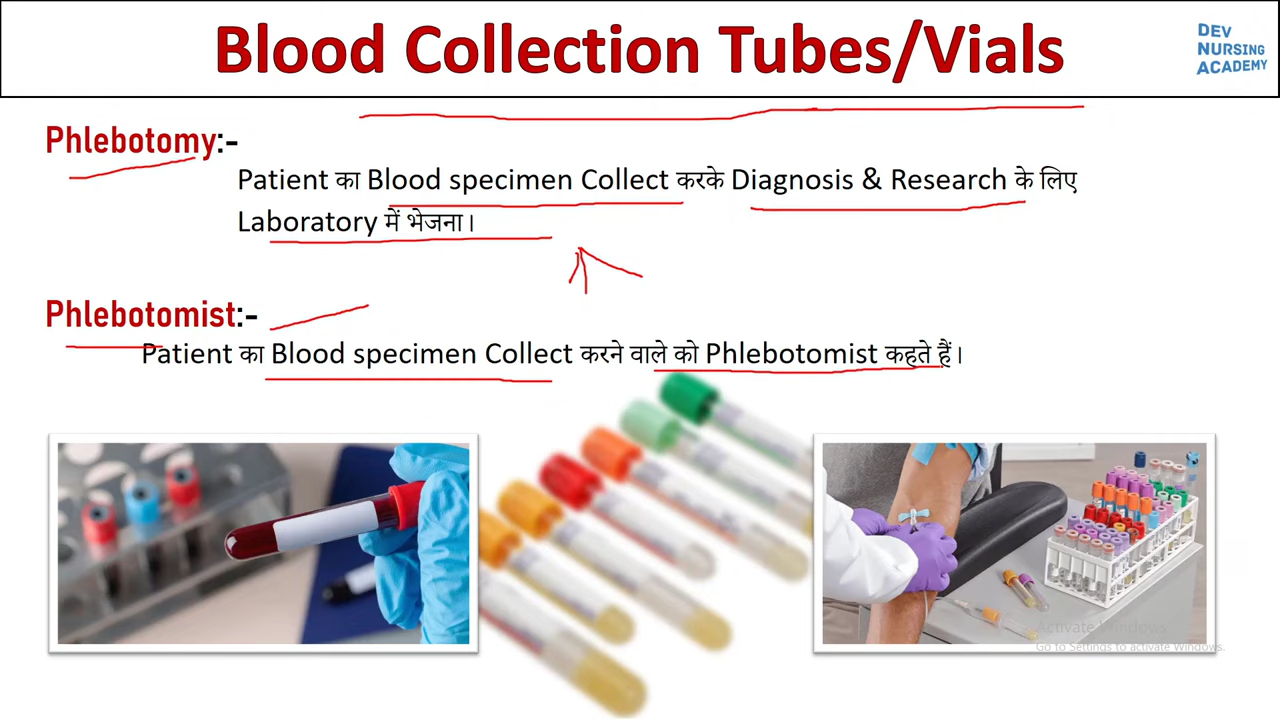 Blood Collection Tubes/Vials
DEV
NURSING
ACADEMY
Phlebotomy:-
Patient का Blood specimen Collect करके Diagnosis & Research के लिए
Laboratory में भेजना।
Phlebotomist:-
Patient का Blood specimen Collect करने वाले को Phlebotomist कहते हैं।
Activate Windows
Go to Settings to activate Windows.